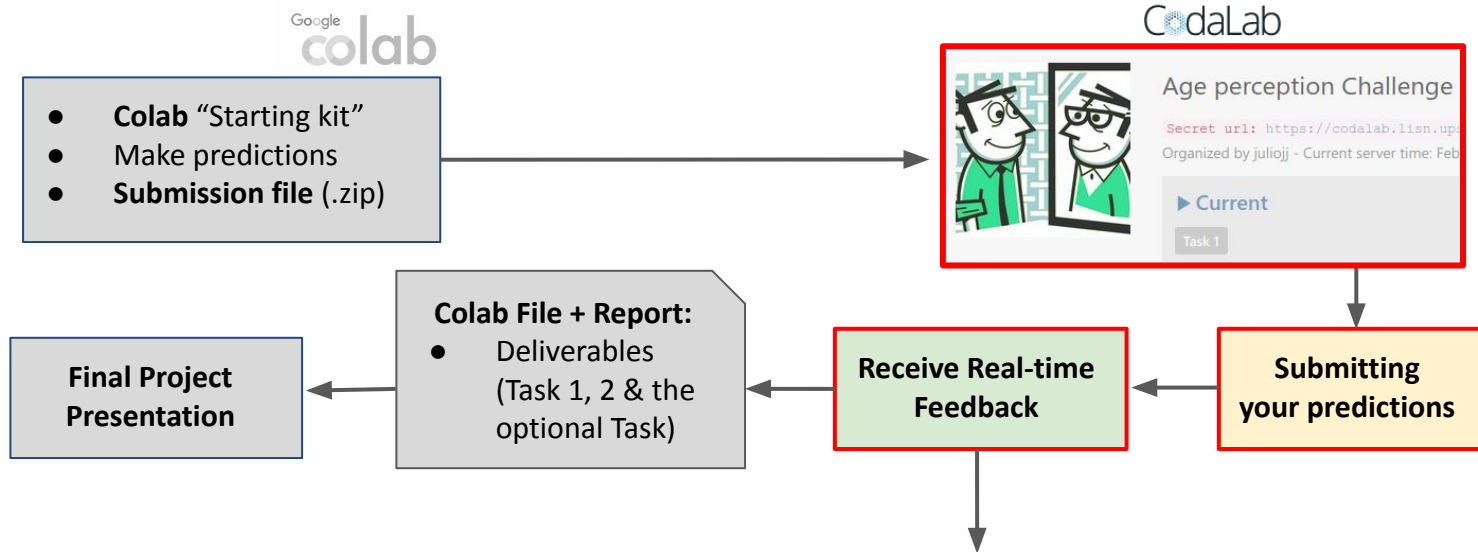 Google
colab
CodaLab
● Colab “Starting kit”
● Make predictions
● Submission file (.zip)
Age perception Challenge
Secret url: https://codalab.lisn.ups
Organized by juliojj - Current server time: Feb
▶ Current
Task 1
Final Project
Presentation
Colab File + Report:
● Deliverables
(Task 1, 2 & the
optional Task)
Receive Real-time
Feedback
Submitting
your predictions